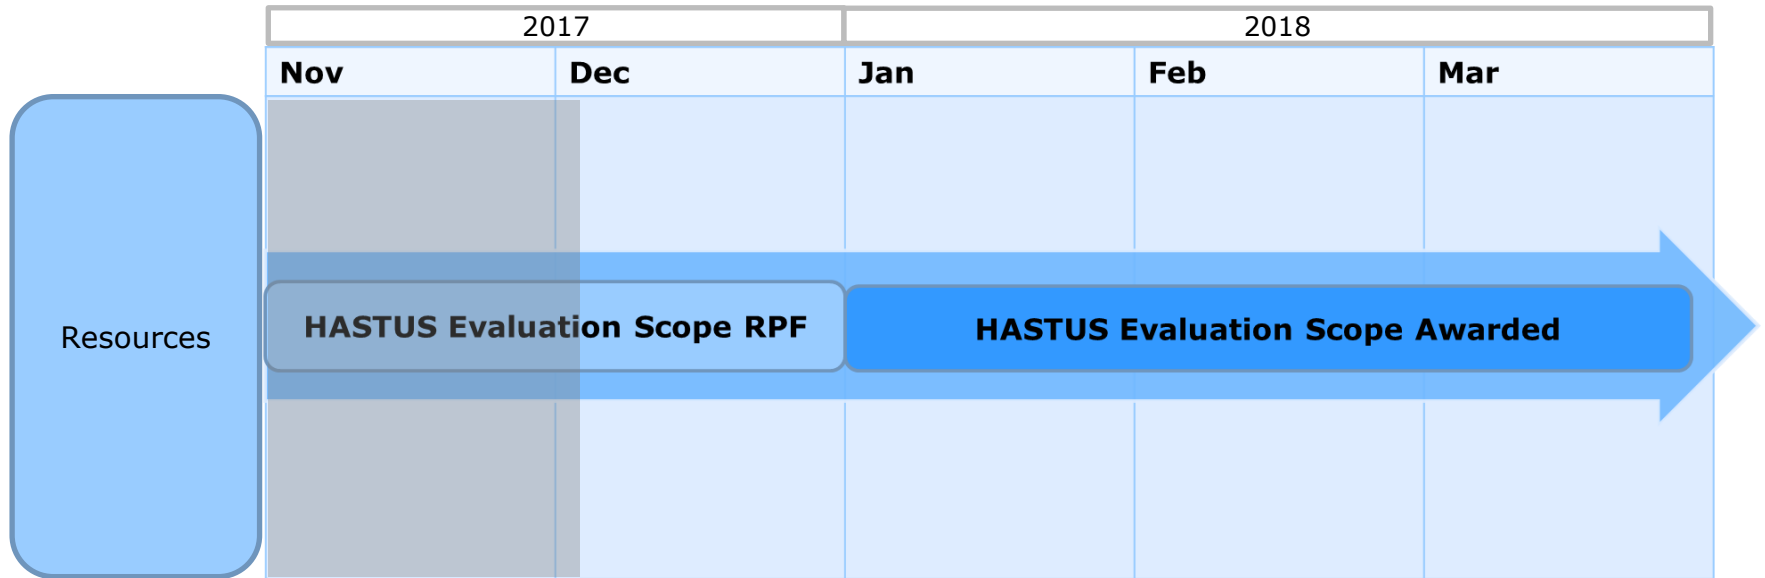 2017
2018
Nov
Dec
Jan
Feb
Mar
Resources
HASTUS Evaluation Scope RPF
HASTUS Evaluation Scope Awarded